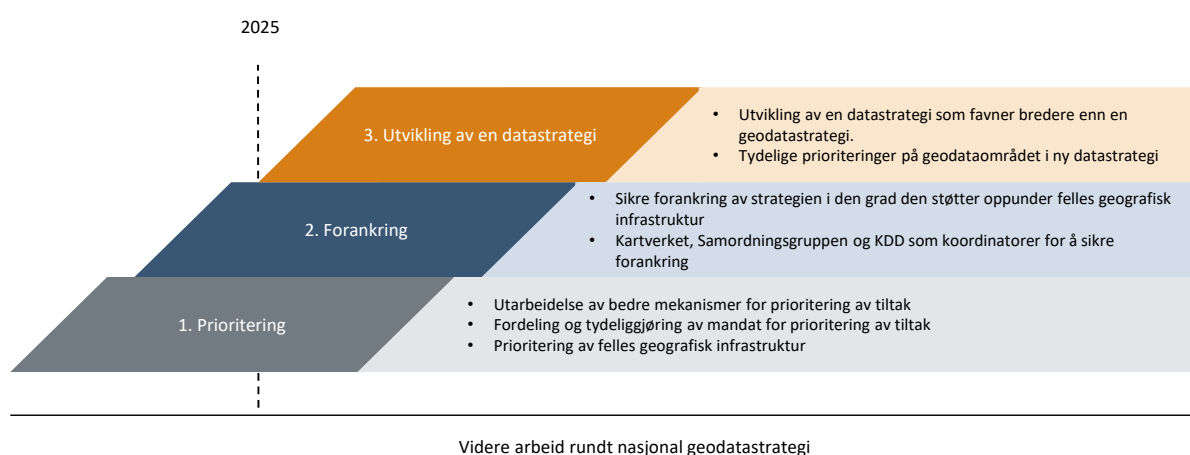 2025
3. Utvikling av en datastrategi
• Utvikling av en datastrategi som favner bredere enn en
geodatastrategi.
• Tydelige prioriteringer på geodataområdet i ny datastrategi
2. Forankring
• Sikre forankring av strategien i den grad den støtter oppunder felles geografisk
infrastruktur
• Kartverket, Samordningsgruppen og KDD som koordinatorer for å sikre
forankring
1. Prioritering
• Utarbeidelse av bedre mekanismer for prioritering av tiltak
• Fordeling og tydeliggjøring av mandat for prioritering av tiltak
• Prioritering av felles geografisk infrastruktur
Videre arbeid rundt nasjonal geodatastrategi